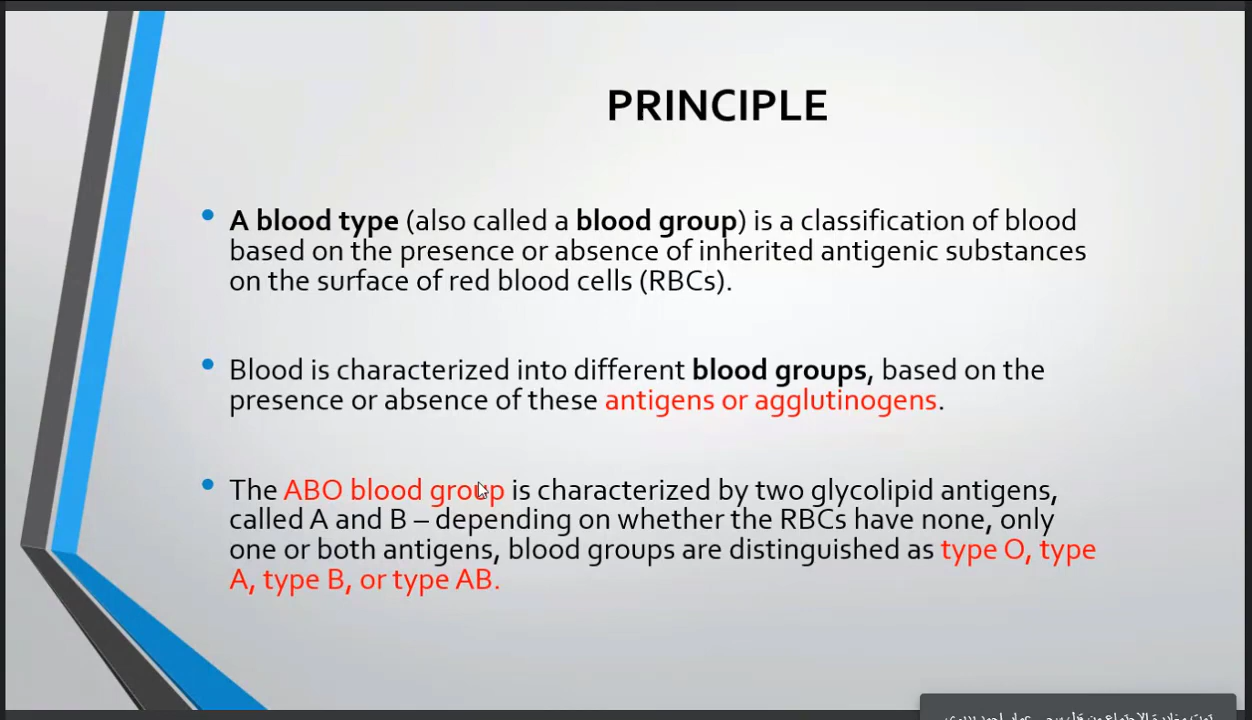 PRINCIPLE
• A blood type (also called a blood group) is a classification of blood
based on the presence or absence of inherited antigenic substances
on the surface of red blood cells (RBCs).
• Blood is characterized into different blood groups, based on the
presence or absence of these antigens or agglutinogens.
• The ABO blood group is characterized by two glycolipid antigens,
called A and B – depending on whether the RBCs have none, only
one or both antigens, blood groups are distinguished as type O, type
A, type B, or type AB.